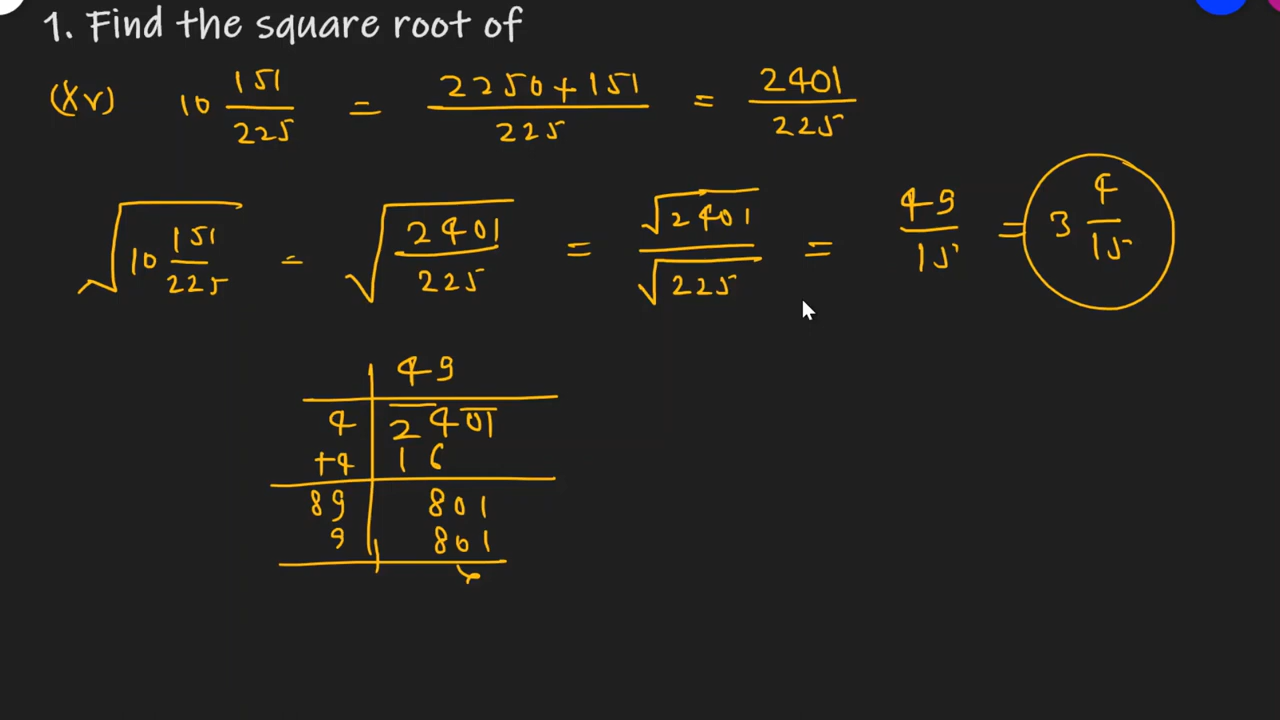 1. Find the square root of
(xv) 10 151/225 = 2250+151/225 = 2401/225
√10 151/225 = √2401/225 = √2401/√225 = 49/15 = 3 4/15
49
4 2401
+4 16
89 801
9 801
x